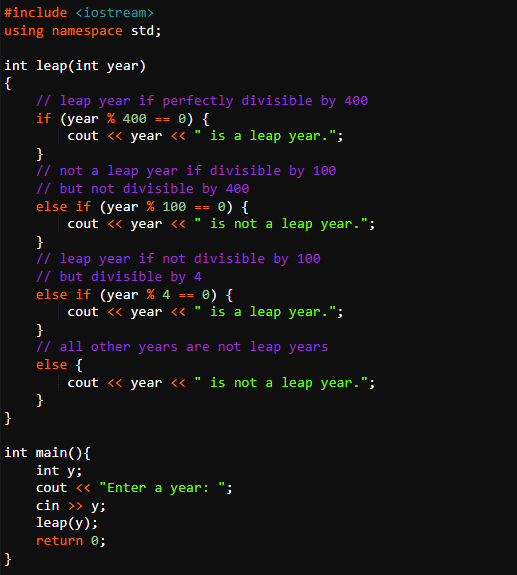 #include <iostream>
using namespace std;

int leap(int year)
{
    // leap year if perfectly divisible by 400
    if (year % 400 == 0) {
        cout << year << " is a leap year.";
    }
    // not a leap year if divisible by 100
    // but not divisible by 400
    else if (year % 100 == 0) {
        cout << year << " is not a leap year.";
    }
    // leap year if not divisible by 100
    // but divisible by 4
    else if (year % 4 == 0) {
        cout << year << " is a leap year.";
    }
    // all other years are not leap years
    else {
        cout << year << " is not a leap year.";
    }
}

int main(){
    int y;
    cout << "Enter a year: ";
    cin >> y;
    leap(y);
    return 0;
}